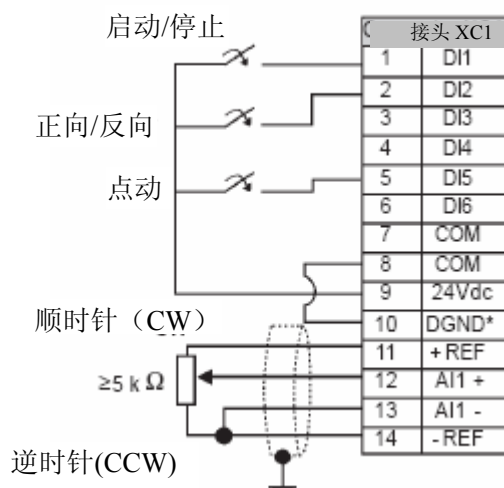 启动/停止
正向/反向
点动
顺时针（CW）
≥5 k Ω
逆时针(CCW)
接头 XC1
1 DI1
2 DI2
3 DI3
4 DI4
5 DI5
6 DI6
7 COM
8 COM
9 24Vdc
10 DGND*
11 +REF
12 AI1 +
13 AI1 -
14 -REF